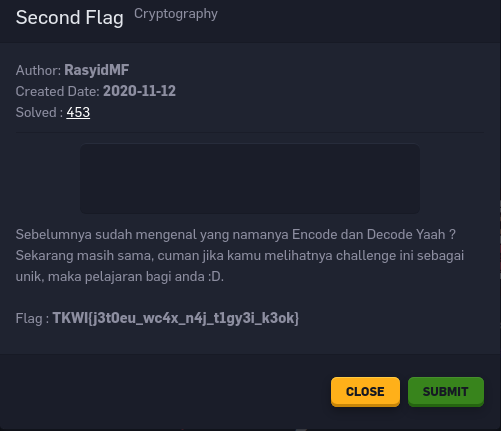 Second Flag Cryptography
Author: RasyidMF
Created Date: 2020-11-12
Solved : 453
Sebelumnya sudah mengenal yang namanya Encode dan Decode Yaah ?
Sekarang masih sama, cuman jika kamu melihatnya challenge ini sebagai
unik, maka pelajaran bagi anda :D.
Flag : TKWI{j3t0eu_wc4x_n4j_t1gy3i_k3ok}
CLOSE SUBMIT